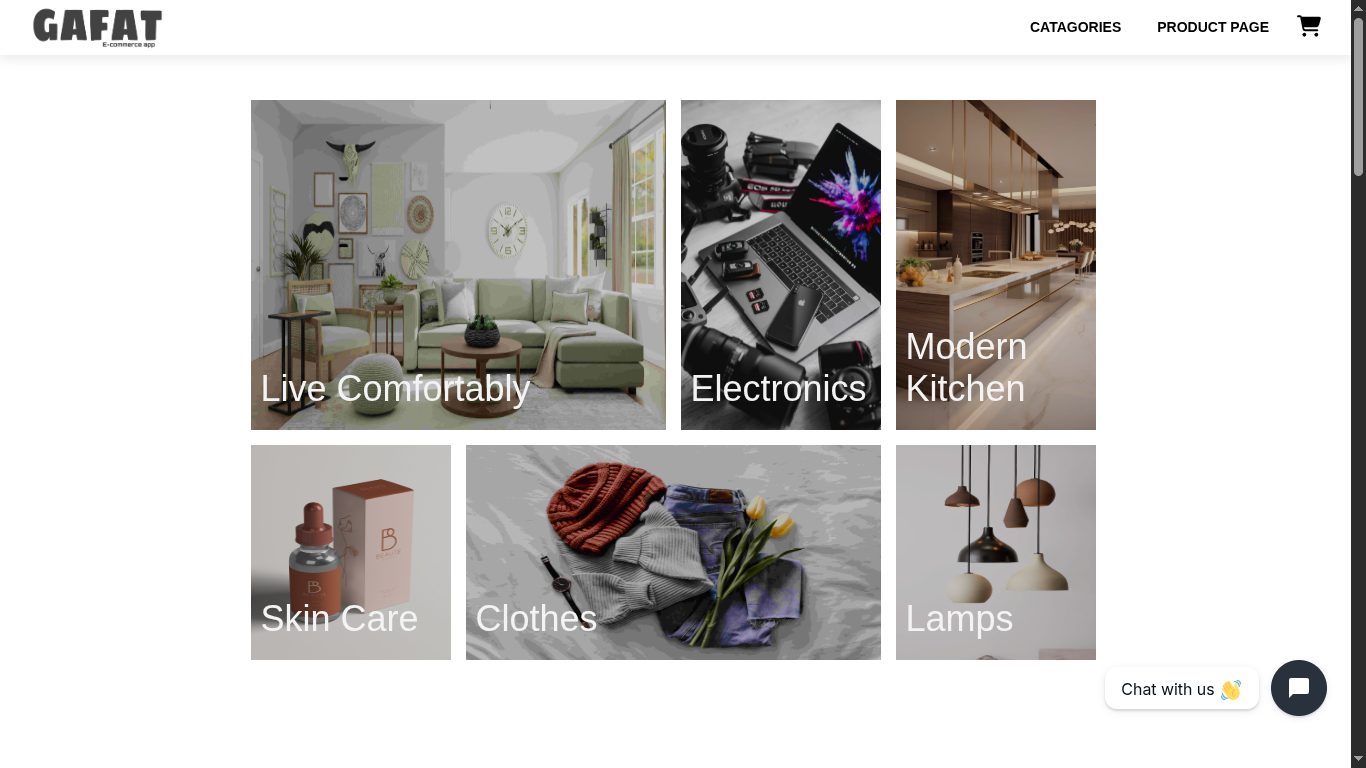 GAFAT
E-commerce app
CATAGORIES
PRODUCT PAGE
Live Comfortably
Electronics
Modern
Kitchen
Skin Care
Clothes
Lamps
Chat with us 👋